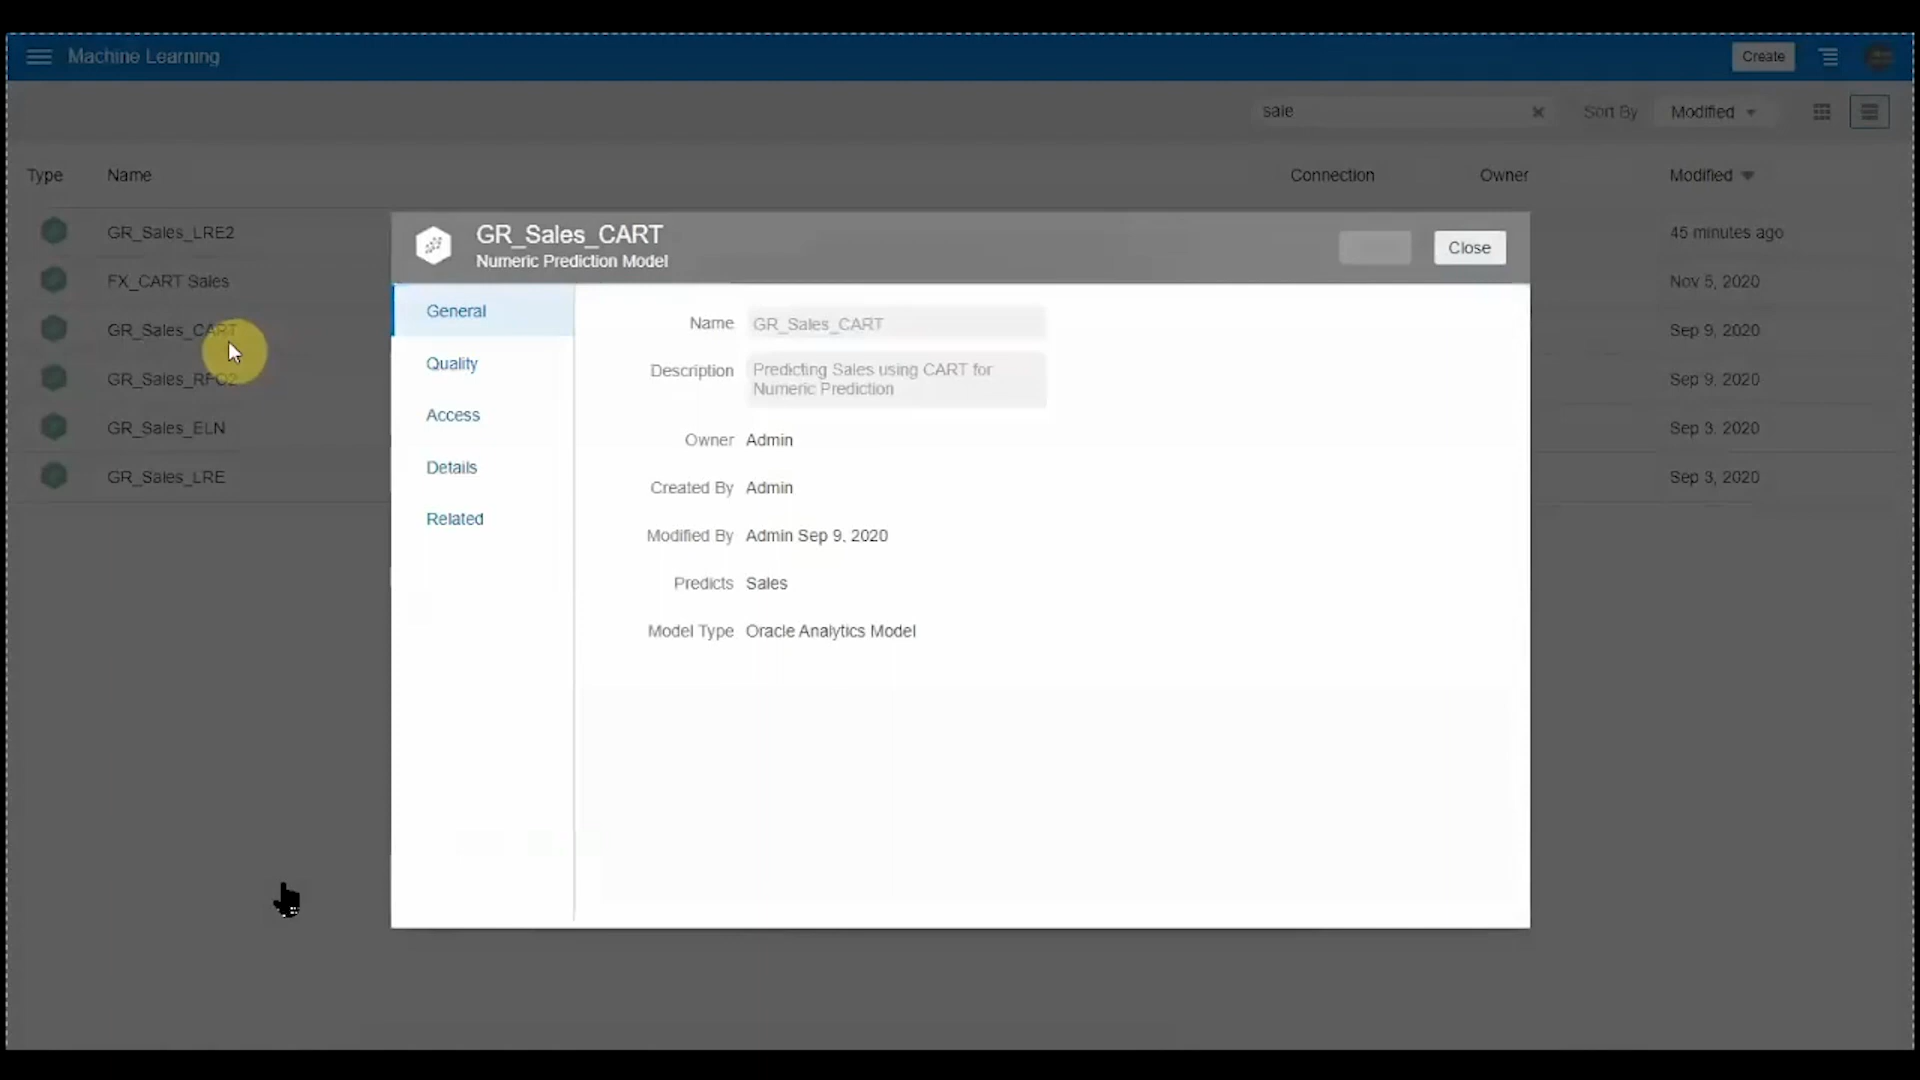 Machine Learning
Create
sale
Sort By
Modified
Type
Name
Connection
Owner
Modified
GR_Sales_LRE2
45 minutes ago
FX_CART Sales
Nov 5, 2020
GR_Sales_CART
Sep 9, 2020
Sep 9, 2020
GR_Sales_ELN
Sep 3, 2020
GR_Sales_LRE
Sep 3, 2020
GR_Sales_CART
Numeric Prediction Model
Close
General
Quality
Access
Details
Related
Name
GR_Sales_CART
Description
Predicting Sales using CART for
Numeric Prediction
Owner
Admin
Created By
Admin
Modified By
Admin Sep 9, 2020
Predicts
Sales
Model Type
Oracle Analytics Model